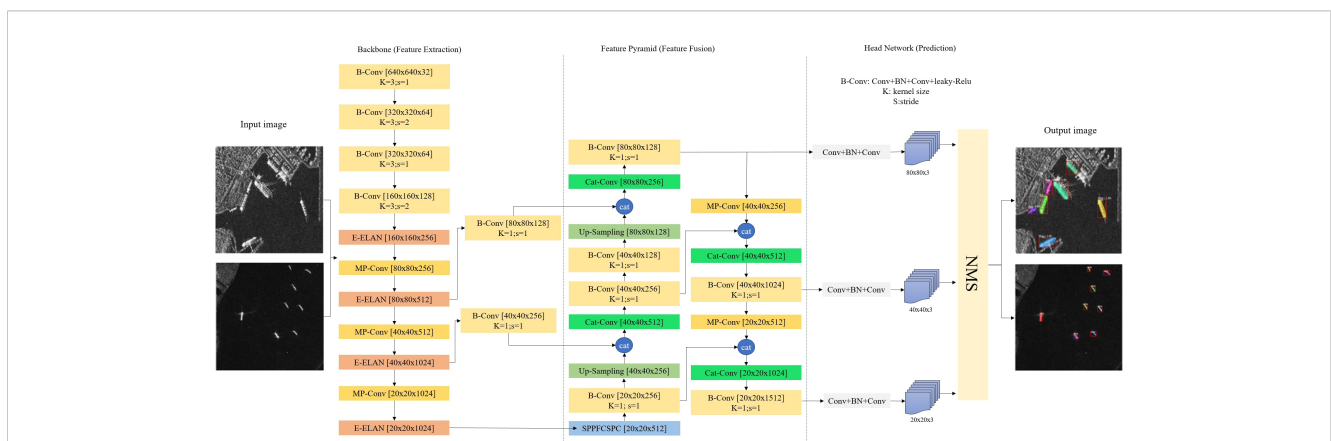 Backbone (Feature Extraction)
Feature Pyramid (Feature Fusion)
Head Network (Prediction)
Input image
B-Conv [640x640x32]
K=3;s=1
B-Conv [320x320x64]
K=3;s=2
B-Conv [320x320x64]
K=3;s=1
B-Conv [160x160x128]
K=3;s=2
E-ELAN [160x160x256]
MP-Conv [80x80x256]
E-ELAN [80x80x512]
MP-Conv [40x40x512]
E-ELAN [40x40x1024]
MP-Conv [20x20x1024]
E-ELAN [20x20x1024]
B-Conv [80x80x128]
K=1;s=1
B-Conv [40x40x256]
K=1;s=1
B-Conv [80x80x128]
K=1;s=1
Cat-Conv [80x80x256]
cat
Up-Sampling [80x80x128]
B-Conv [40x40x128]
K=1;s=1
B-Conv [40x40x256]
K=1;s=1
Cat-Conv [40x40x512]
cat
Up-Sampling [40x40x256]
B-Conv [20x20x256]
K=1; s=1
SPPFCSPC [20x20x512]
MP-Conv [40x40x256]
cat
Cat-Conv [40x40x512]
B-Conv [40x40x1024]
K=1;s=1
MP-Conv [20x20x512]
cat
Cat-Conv [20x20x1024]
B-Conv [20x20x1512]
K=1;s=1
B-Conv: Conv+BN+Conv+leaky-Relu
K: kernel size
S:stride
Conv+BN+Conv
80x80x3
Conv+BN+Conv
40x40x3
Conv+BN+Conv
20x20x3
NMS
Output image